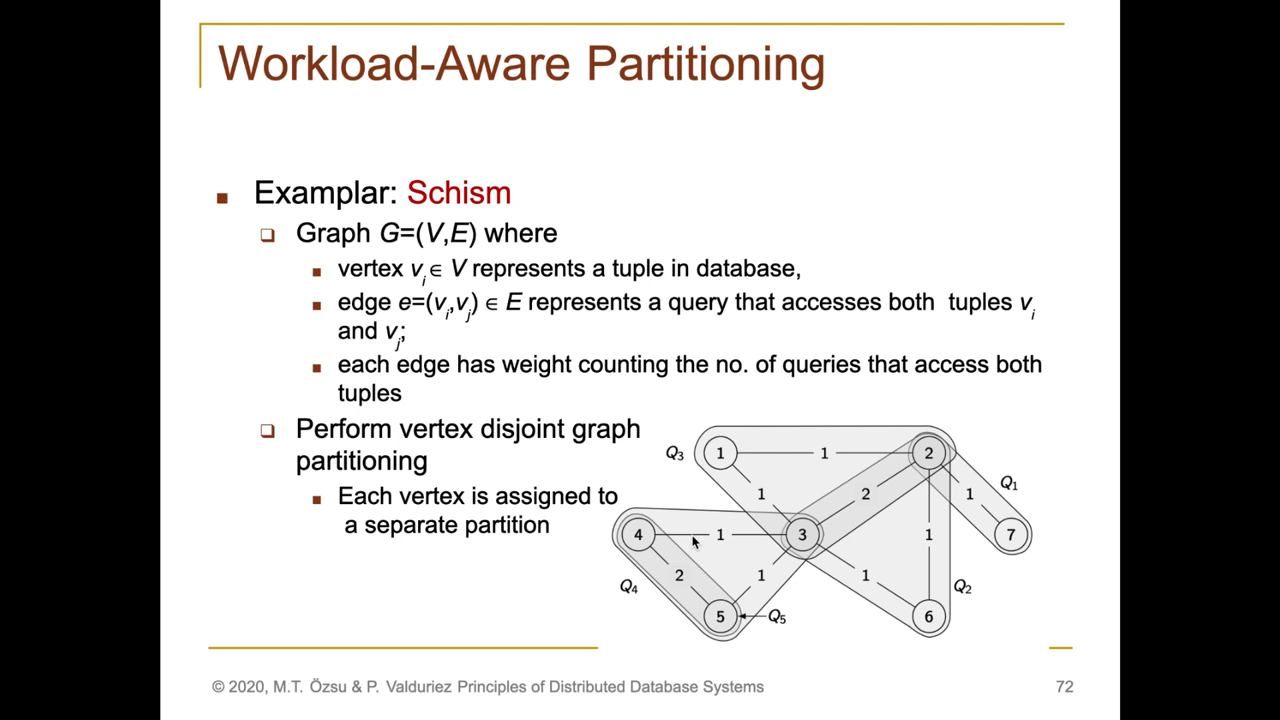 Workload-Aware Partitioning
■ Examplar: Schism
❑ Graph G=(V,E) where
■ vertex vi ∈ V represents a tuple in database,
■ edge e=(vi,vj) ∈ E represents a query that accesses both tuples vi
and vj;
■ each edge has weight counting the no. of queries that access both
tuples
❑ Perform vertex disjoint graph
partitioning
■ Each vertex is assigned to
a separate partition
Q3 1 1 2
Q1
1 2 1
4 1 3 1 7
2 1 1
Q4 Q2
5 Q5 6
© 2020, M.T. Özsu & P. Valduriez Principles of Distributed Database Systems
72